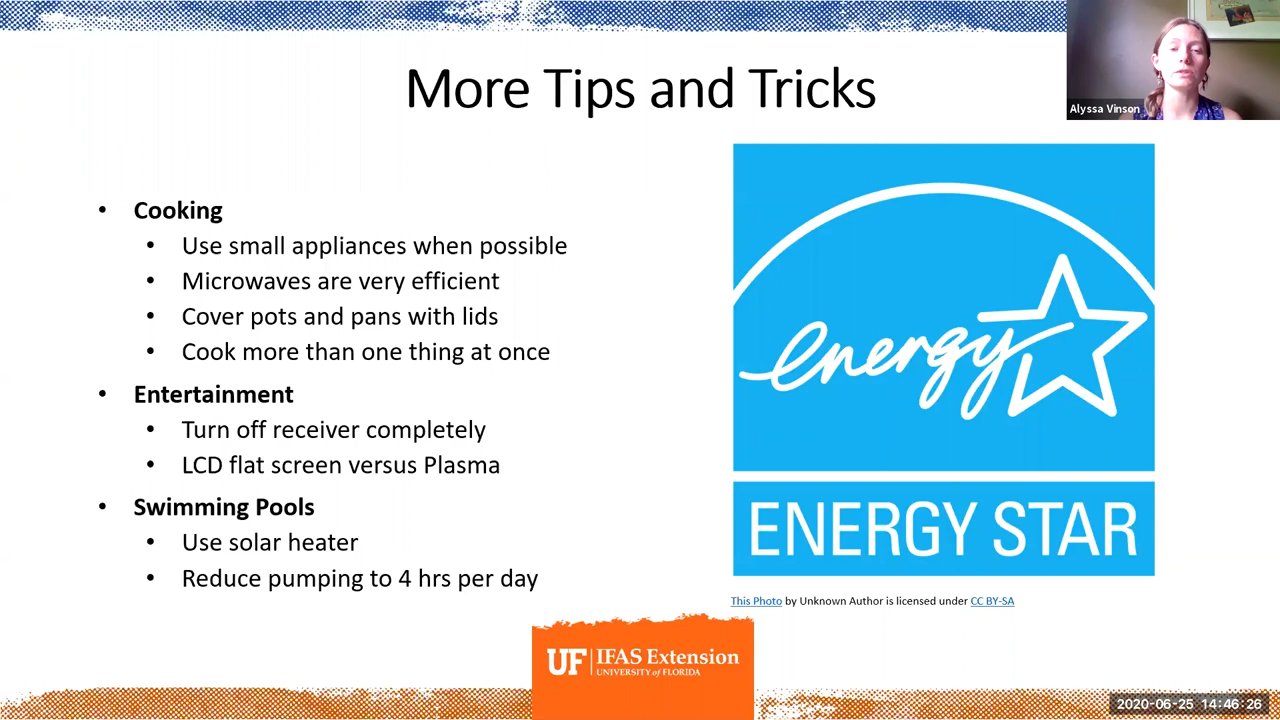 More Tips and Tricks
Alyssa Vinson
• Cooking
• Use small appliances when possible
• Microwaves are very efficient
• Cover pots and pans with lids
• Cook more than one thing at once
• Entertainment
• Turn off receiver completely
• LCD flat screen versus Plasma
• Swimming Pools
• Use solar heater
• Reduce pumping to 4 hrs per day
energy
ENERGY STAR
This Photo by Unknown Author is licensed under CC BY-SA
UF IFAS Extension
UNIVERSITY of FLORIDA
2020-06-25 14:46:26